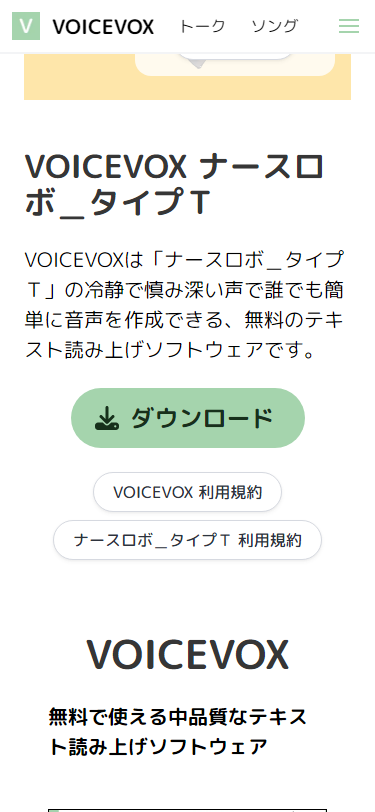 V VOICEVOX トーク ソング
VOICEVOX ナースロ
ボ＿タイプＴ
VOICEVOXは「ナースロボ＿タイプ
Ｔ」の冷静で慎み深い声で誰でも簡
単に音声を作成できる、無料のテキ
スト読み上げソフトウェアです。
ダウンロード
VOICEVOX 利用規約
ナースロボ＿タイプＴ 利用規約
VOICEVOX
無料で使える中品質なテキス
ト読み上げソフトウェア